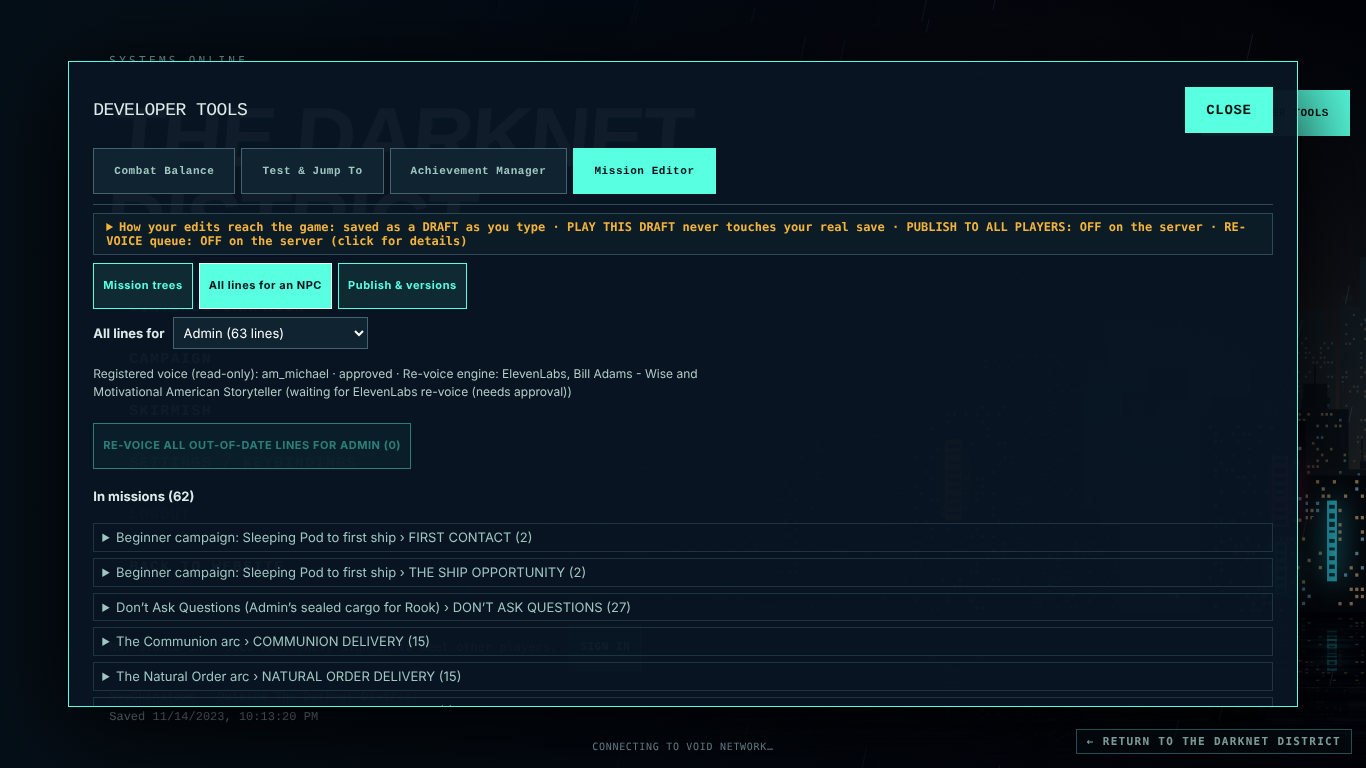 SYSTEMS ONLINE
THE DARKNET
DISTRICT
DEVELOPER TOOLS
CLOSE
TOOLS
Combat Balance
Test & Jump To
Achievement Manager
Mission Editor
▶ How your edits reach the game: saved as a DRAFT as you type · PLAY THIS DRAFT never touches your real save · PUBLISH TO ALL PLAYERS: OFF on the server · RE-
VOICE queue: OFF on the server (click for details)
Mission trees
All lines for an NPC
Publish & versions
All lines for
Admin (63 lines)
CAMPAIGN
Registered voice (read-only): am_michael · approved · Re-voice engine: ElevenLabs, Bill Adams - Wise and
Motivational American Storyteller (waiting for ElevenLabs re-voice (needs approval))
SKIRMISH
RE-VOICE ALL OUT-OF-DATE LINES FOR ADMIN (0)
In missions (62)
▶ Beginner campaign: Sleeping Pod to first ship › FIRST CONTACT (2)
▶ Beginner campaign: Sleeping Pod to first ship › THE SHIP OPPORTUNITY (2)
▶ Don’t Ask Questions (Admin’s sealed cargo for Rook) › DON’T ASK QUESTIONS (27)
▶ The Communion arc › COMMUNION DELIVERY (15)
SIGN IN
▶ The Natural Order arc › NATURAL ORDER DELIVERY (15)
Saved 11/14/2023, 10:13:20 PM
CONNECTING TO VOID NETWORK…
← RETURN TO THE DARKNET DISTRICT